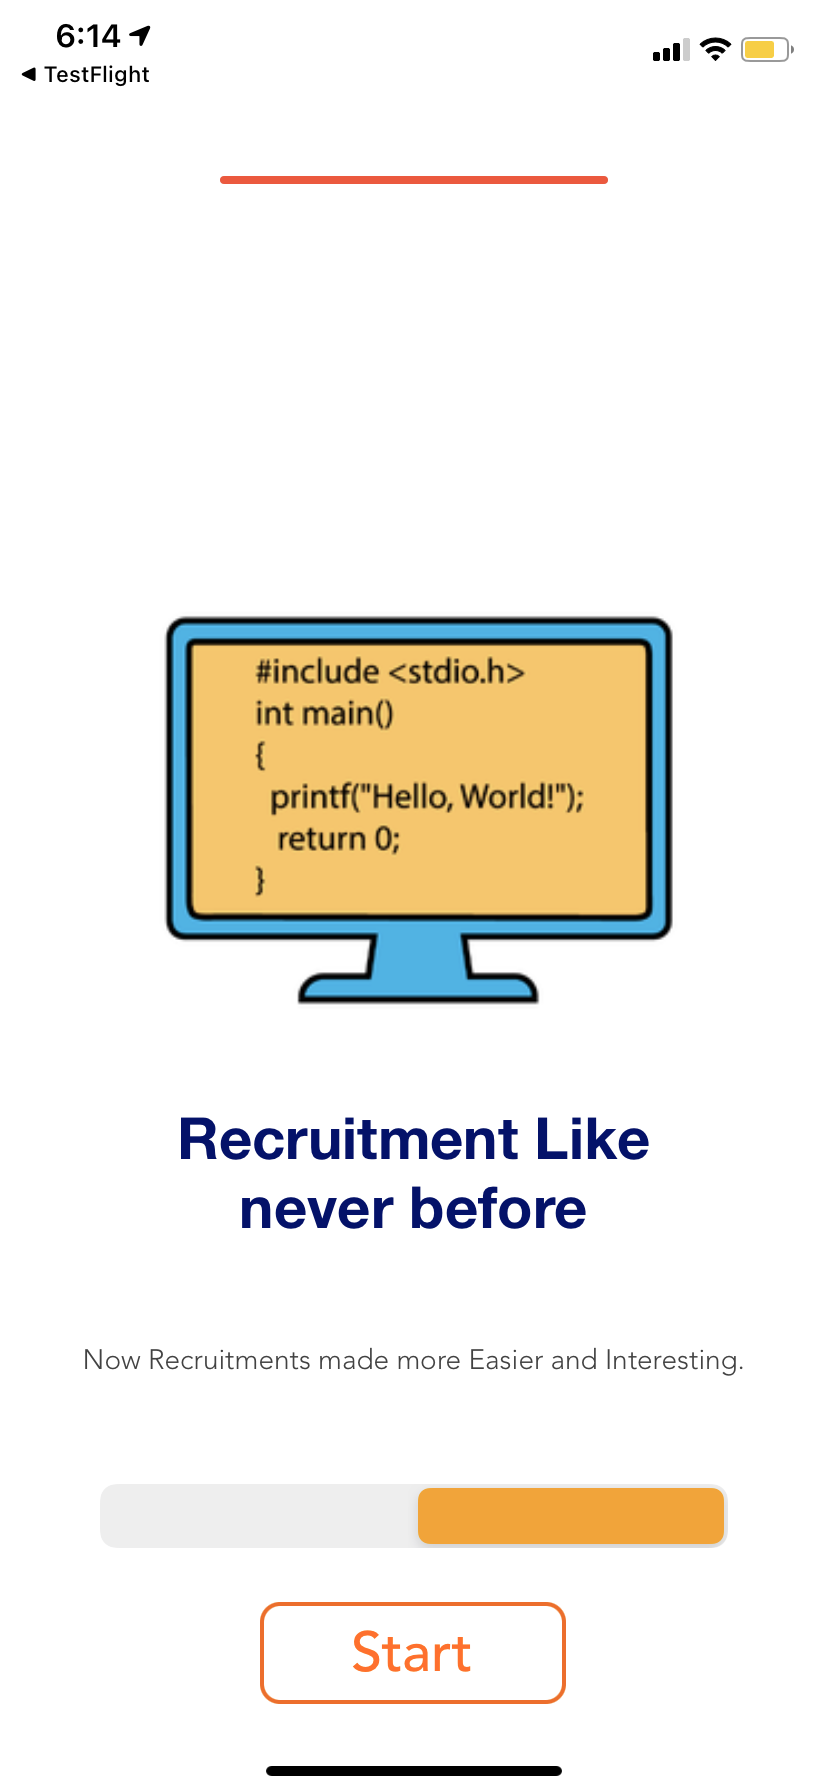 6:14
TestFlight
#include <stdio.h>
int main()
{
printf("Hello, World!");
return 0;
}
Recruitment Like
never before
Now Recruitments made more Easier and Interesting.
Start